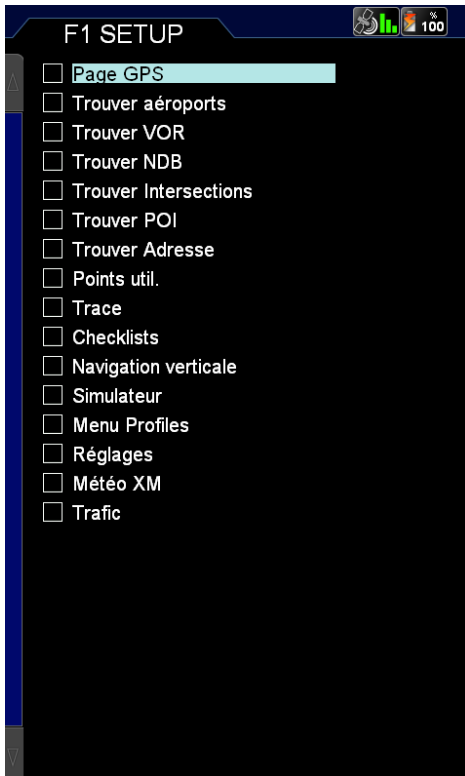 F1 SETUP
%
100
Page GPS
Trouver aéroports
Trouver VOR
Trouver NDB
Trouver Intersections
Trouver POI
Trouver Adresse
Points util.
Trace
Checklists
Navigation verticale
Simulateur
Menu Profiles
Réglages
Météo XM
Trafic